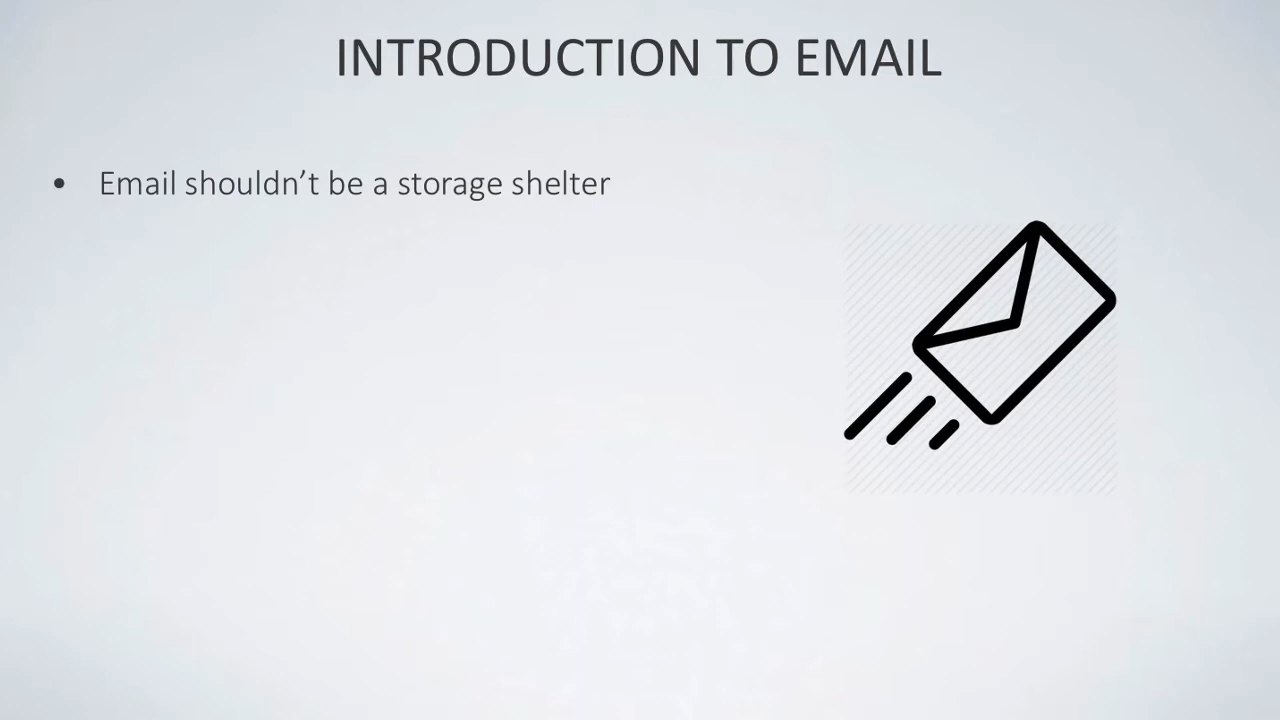 INTRODUCTION TO EMAIL
• Email shouldn’t be a storage shelter